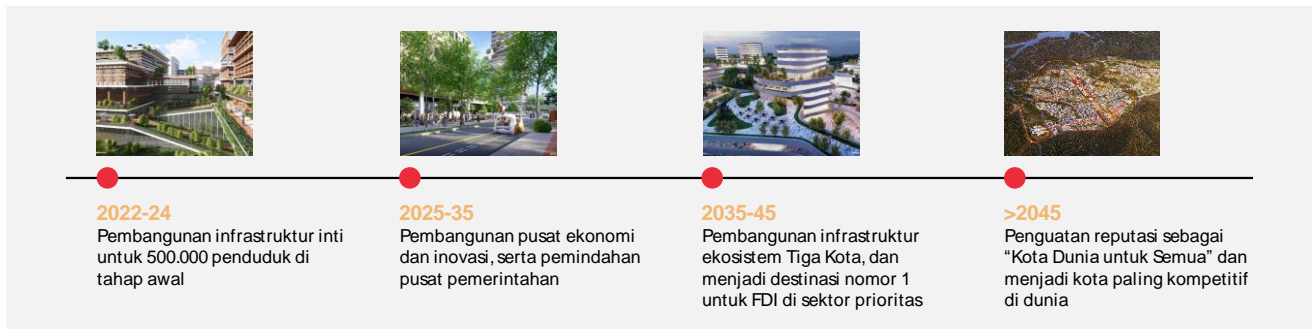 2022-24
Pembangunan infrastruktur inti
untuk 500.000 penduduk di
tahap awal
2025-35
Pembangunan pusat ekonomi
dan inovasi, serta pemindahan
pusat pemerintahan
2035-45
Pembangunan infrastruktur
ekosistem Tiga Kota, dan
menjadi destinasi nomor 1
untuk FDI di sektor prioritas
>2045
Penguatan reputasi sebagai
“Kota Dunia untuk Semua” dan
menjadi kota paling kompetitif
di dunia